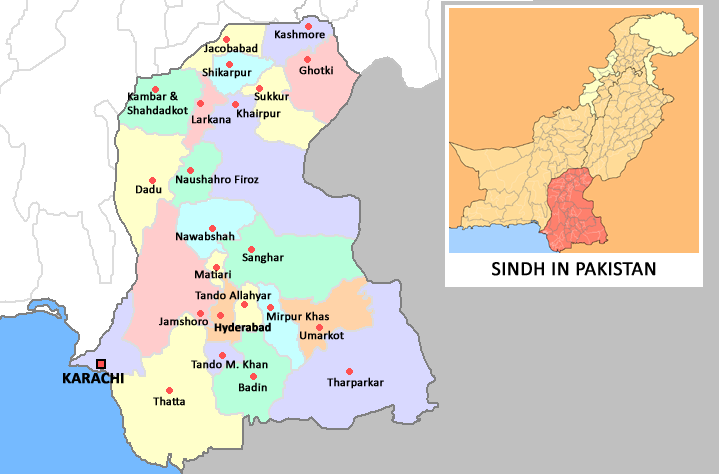 Kashmore
Jacobabad
Shikarpur
Ghotki
Kambar &
Shahdadkot
Sukkur
Larkana
Khairpur
Naushahro Firoz
Dadu
Nawabshah
Sanghar
Matiari
Tando Allahyar
Jamshoro
Hyderabad
Mirpur Khas
Umarkot
Tando M. Khan
KARACHI
Badin
Tharparkar
Thatta
SINDH IN PAKISTAN